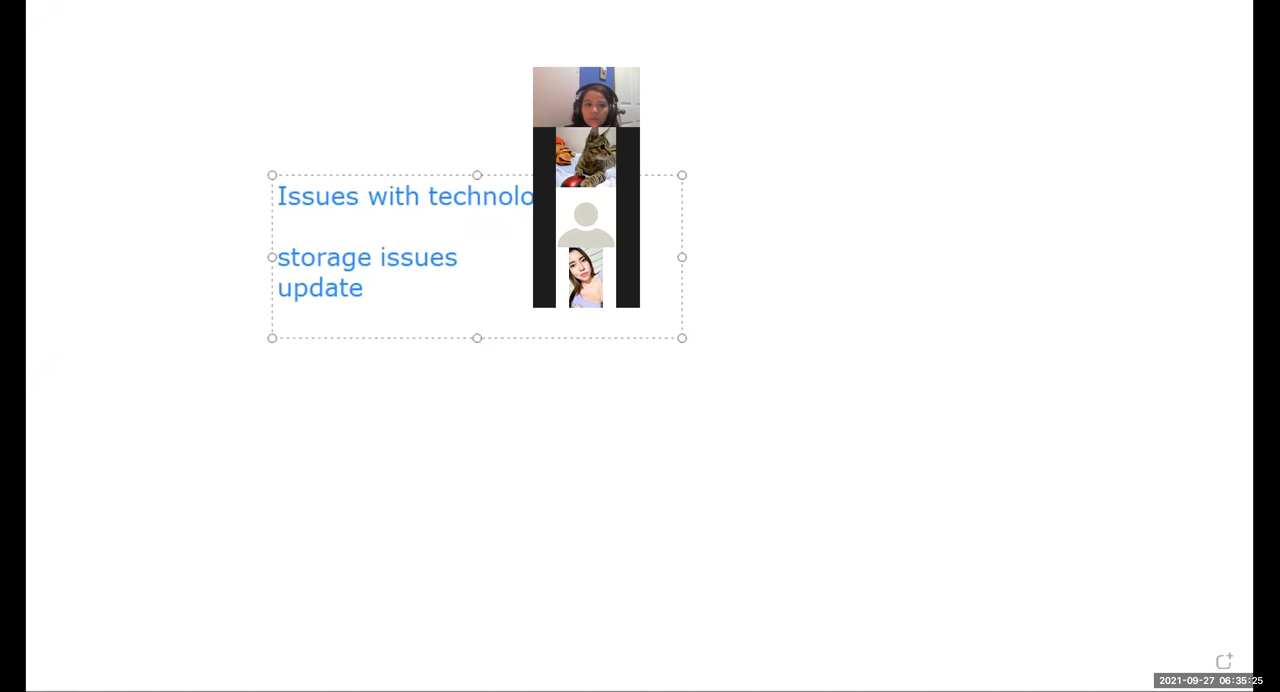 Issues with technolo
storage issues
update
2021-09-27 06:35:25